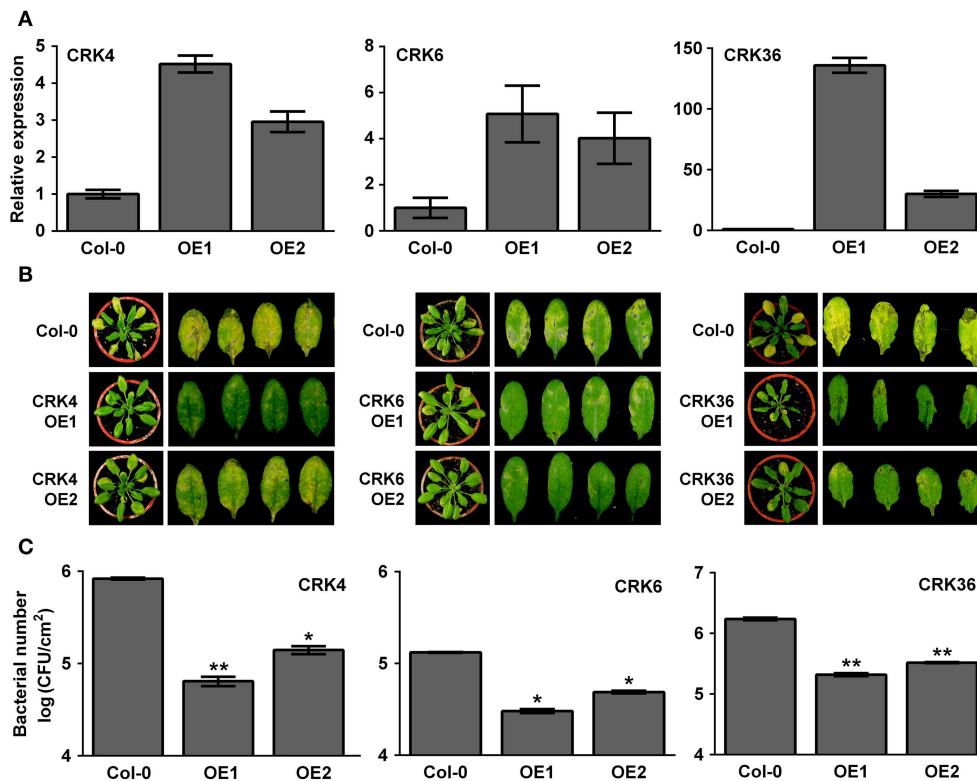 A
CRK4
CRK6
CRK36
Relative expression
5
4
3
2
1
0
8
6
4
2
0
150
100
50
0
Col-0 OE1 OE2
Col-0 OE1 OE2
Col-0 OE1 OE2
B
Col-0
CRK4
OE1
CRK4
OE2
Col-0
CRK6
OE1
CRK6
OE2
Col-0
CRK36
OE1
CRK36
OE2
C
Bacterial number
log (CFU/cm²)
CRK4
CRK6
CRK36
6
5
4
** *
6
5
4
* *
7
6
5
4
** **
Col-0 OE1 OE2
Col-0 OE1 OE2
Col-0 OE1 OE2